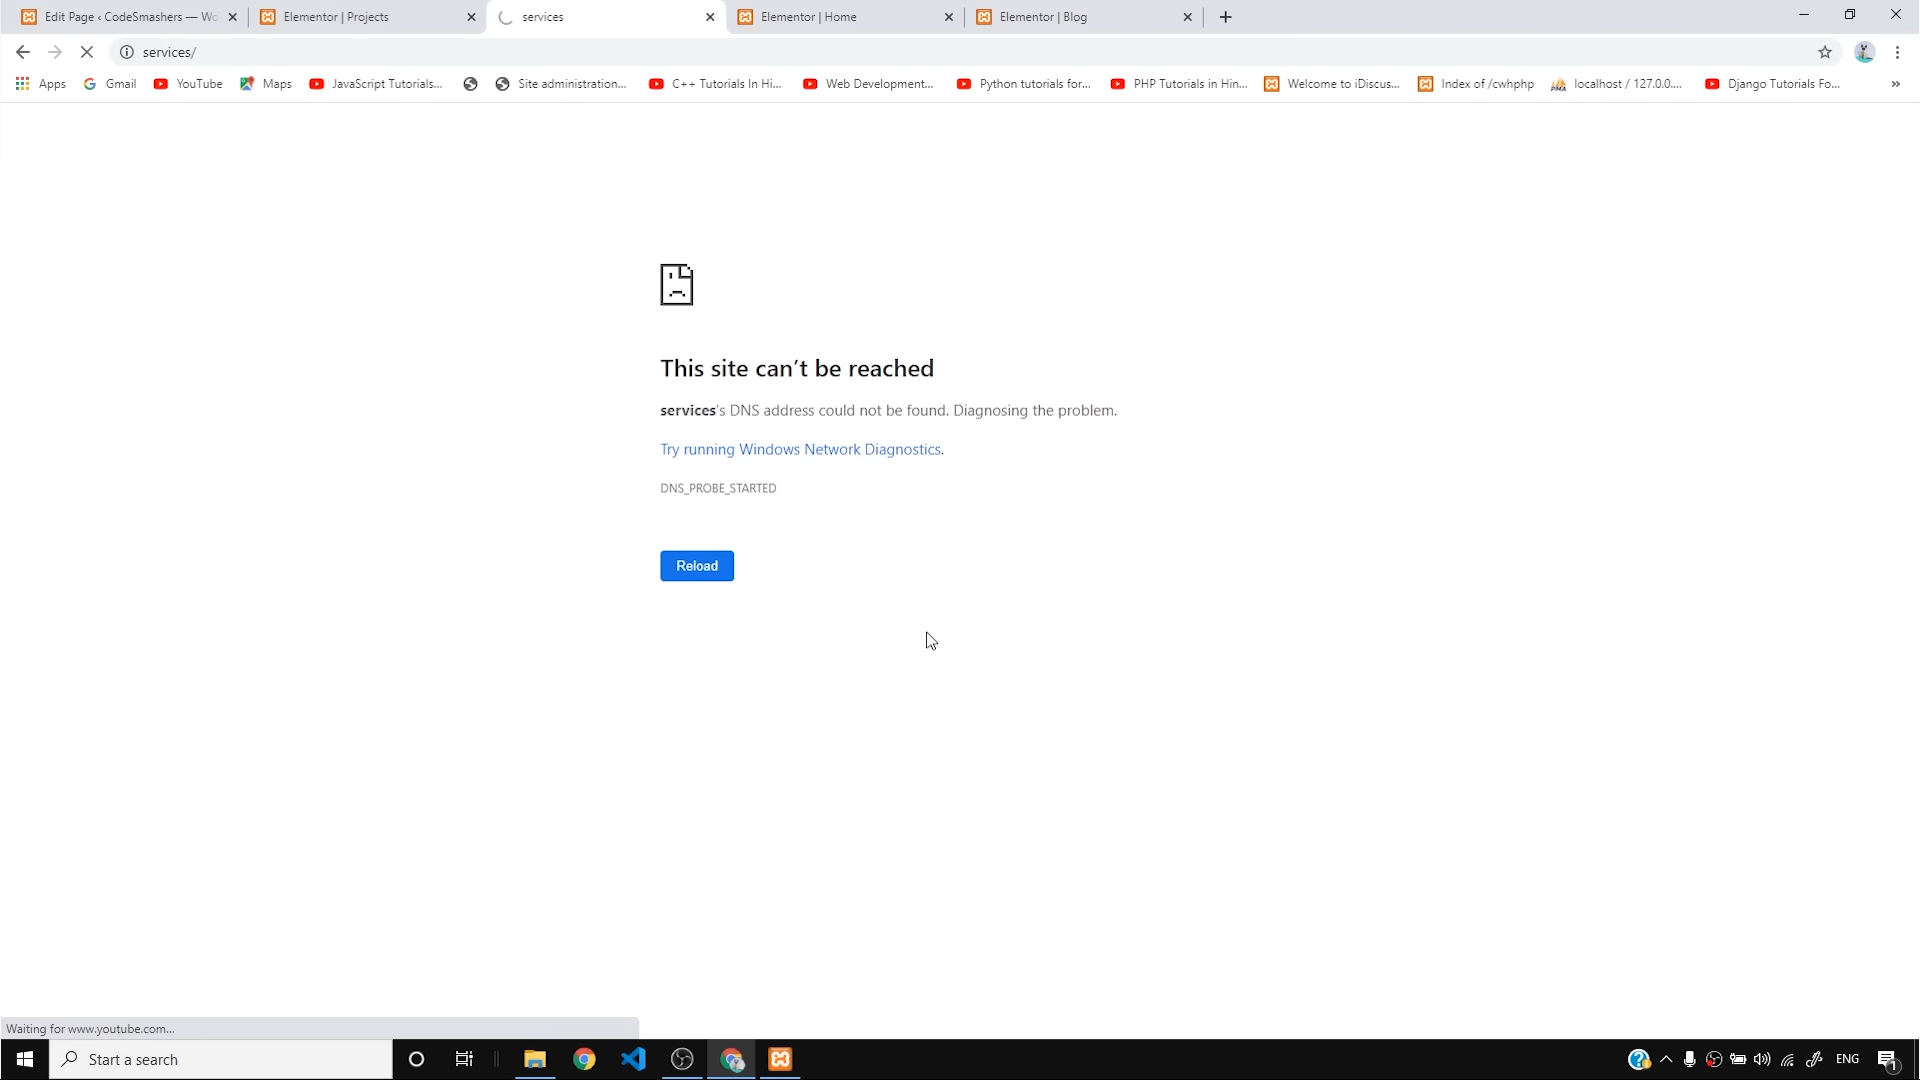 Edit Page ‹ CodeSmashers — Wo
Elementor | Projects
services
Elementor | Home
Elementor | Blog
services/
Apps
Gmail
YouTube
Maps
JavaScript Tutorials...
Site administration...
C++ Tutorials In Hi...
Web Development...
Python tutorials for...
PHP Tutorials in Hin...
Welcome to iDiscus...
Index of /cwhphp
localhost / 127.0.0....
Django Tutorials Fo...
»
This site can't be reached
services's DNS address could not be found. Diagnosing the problem.
Try running Windows Network Diagnostics.
DNS_PROBE_STARTED
Reload
Waiting for www.youtube.com...
Start a search
ENG
1